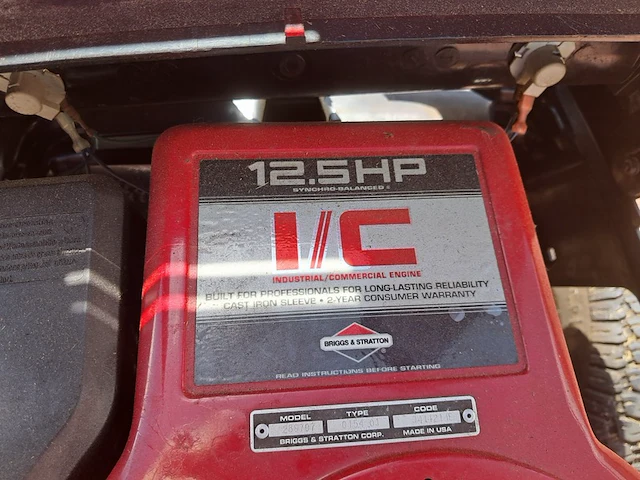 12.5HP
SYNCHRO-BALANCED®
I/C
INDUSTRIAL/COMMERCIAL ENGINE
BUILT FOR PROFESSIONALS FOR LONG-LASTING RELIABILITY
CAST IRON SLEEVE • 2-YEAR CONSUMER WARRANTY
BRIGGS & STRATTON
READ INSTRUCTIONS BEFORE STARTING
MODEL TYPE CODE
BRIGGS & STRATTON CORP. MADE IN USA